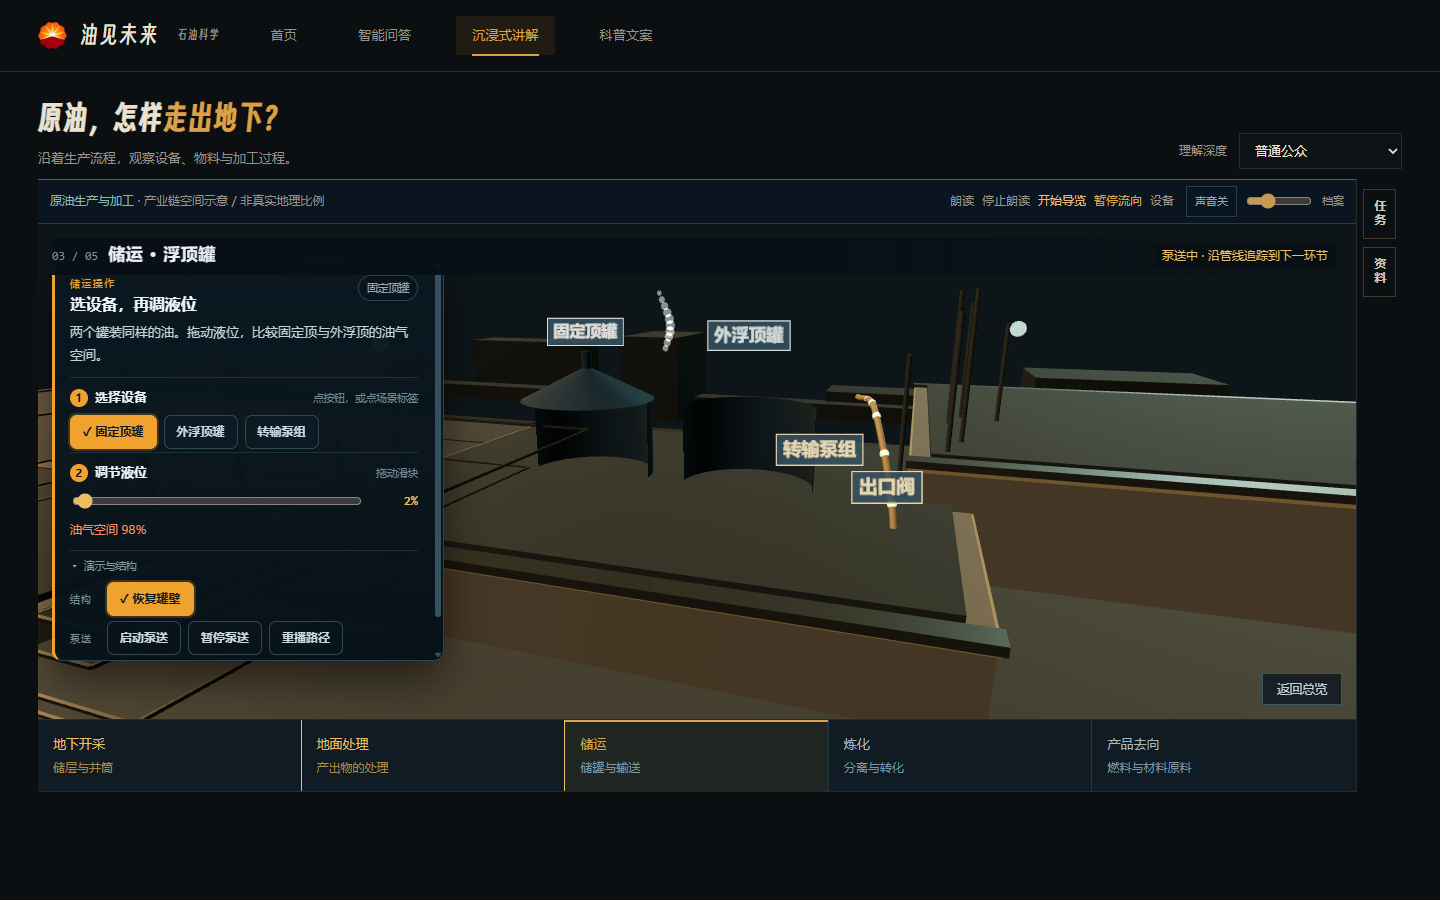 油见未来 石油科学 首页 智能问答 沉浸式讲解 科普文案
原油，怎样走出地下？
沿着生产流程，观察设备、物料与加工过程。
理解深度 普通公众
原油生产与加工 · 产业链空间示意 / 非真实地理比例
朗读 停止朗读 开始导览 暂停流向 设备 声音关 档案
任务
资料
03 / 05 储运 • 浮顶罐
泵送中 · 沿管线追踪到下一环节
储运操作
固定顶罐
选设备，再调液位
两个罐装同样的油。拖动液位，比较固定顶与外浮顶的油气
空间。
1 选择设备 点按钮，或点场景标签
✓ 固定顶罐 外浮顶罐 转输泵组
2 调节液位 拖动滑块
2%
油气空间 98%
演示与结构
结构 ✓ 恢复罐壁
泵送 启动泵送 暂停泵送 重播路径
固定顶罐
外浮顶罐
转输泵组
出口阀
返回总览
地下开采
储层与井筒
地面处理
产出物的处理
储运
储罐与输送
炼化
分离与转化
产品去向
燃料与材料原料